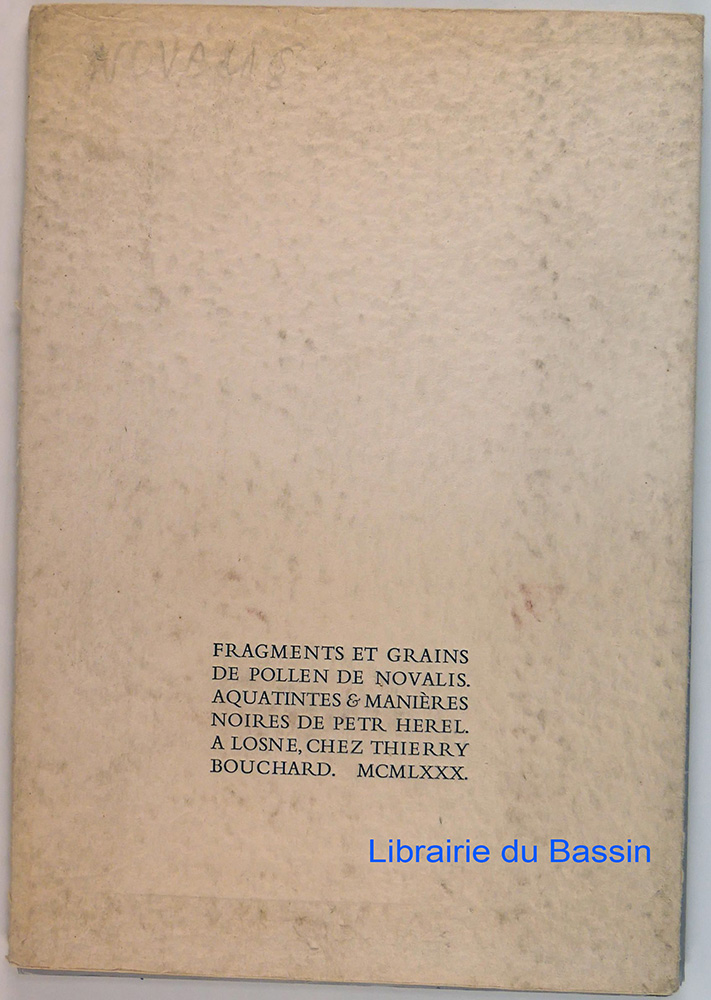 NOVALIS
FRAGMENTS ET GRAINS
DE POLLEN DE NOVALIS.
AQUATINTES & MANIÈRES
NOIRES DE PETR HEREL.
A LOSNE, CHEZ THIERRY
BOUCHARD. MCMLXXX.
Librairie du Bassin